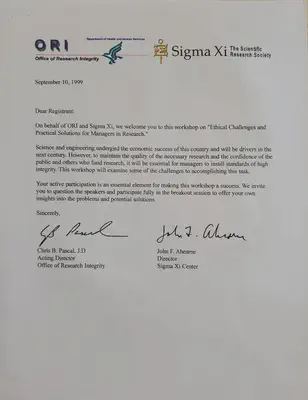 ORI
Office of Research Integrity
Department of Health and Human Services
Sigma Xi The Scientific
Research Society
September 10, 1999
Dear Registrant:
On behalf of ORI and Sigma Xi, we welcome you to this workshop on "Ethical Challenges and
Practical Solutions for Managers in Research."
Science and engineering undergird the economic success of this country and will be drivers in the
next century. However, to maintain the quality of the necessary research and the confidence of the
public and others who fund research, it will be essential for managers to install standards of high
integrity. This workshop will examine some of the challenges to accomplishing this task.
Your active participation is an essential element for making this workshop a success. We invite
you to question the speakers and participate fully in the breakout session to offer your own
insights into the problems and potential solutions.
Sincerely,
CB Pascal John F. Ahearne
Chris B. Pascal, J.D John F. Ahearne
Acting Director Director
Office of Research Integrity Sigma Xi Center